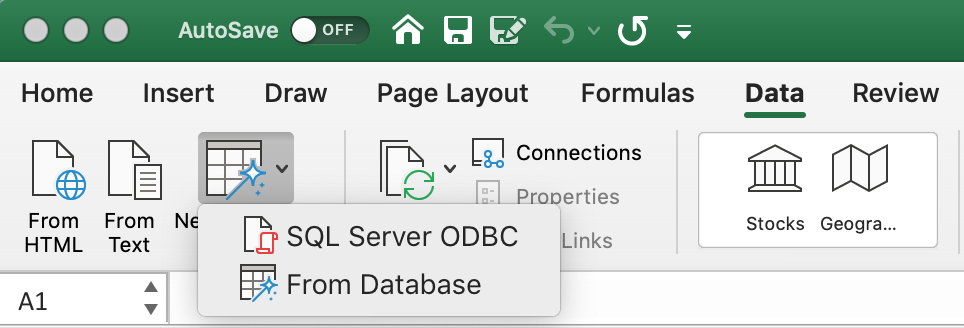 AutoSave OFF
Home Insert Draw Page Layout Formulas Data Review
From
HTML
From
Text
Ne
Connections
Properties
Links
Stocks Geogra...
SQL Server ODBC
From Database
A1